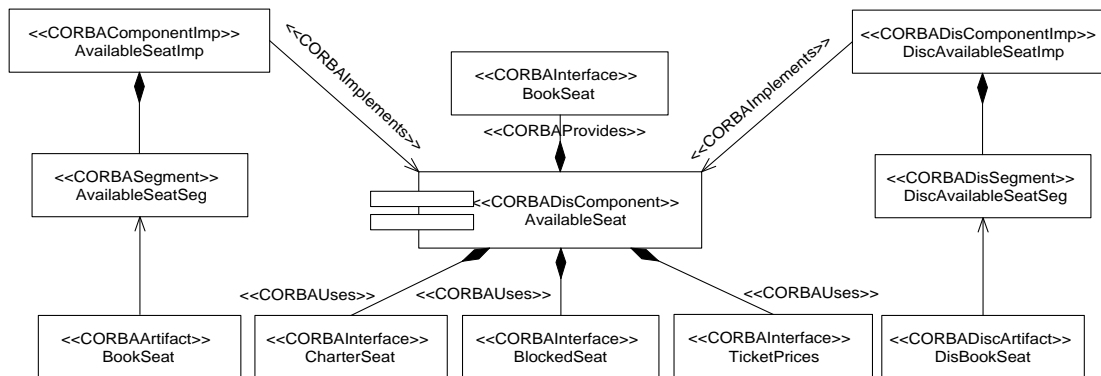 <<CORBAComponentImp>>
AvailableSeatImp
<<CORBAImplements>>
<<CORBAInterface>>
BookSeat
<<CORBAProvides>>
<<CORBAImplements>>
<<CORBADisComponentImp>>
DiscAvailableSeatImp
<<CORBASegment>>
AvailableSeatSeg
<<CORBADisComponent>>
AvailableSeat
<<CORBADisSegment>>
DiscAvailableSeatSeg
<<CORBAUses>>
<<CORBAUses>>
<<CORBAUses>>
<<CORBAArtifact>>
BookSeat
<<CORBAInterface>>
CharterSeat
<<CORBAInterface>>
BlockedSeat
<<CORBAInterface>>
TicketPrices
<<CORBADiscArtifact>>
DisBookSeat